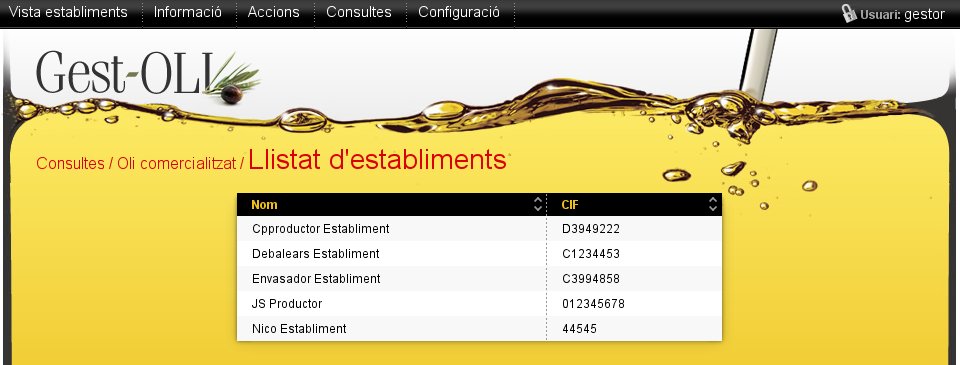 Vista establiments Informació Accions Consultes Configuració Usuari: gestor
Gest-OLI
Consultes / Oli comercialitzat / Llistat d'establiments
Nom CIF
Cpproductor Establiment D3949222
Debalears Establiment C1234453
Envasador Establiment C3994858
JS Productor 012345678
Nico Establiment 44545